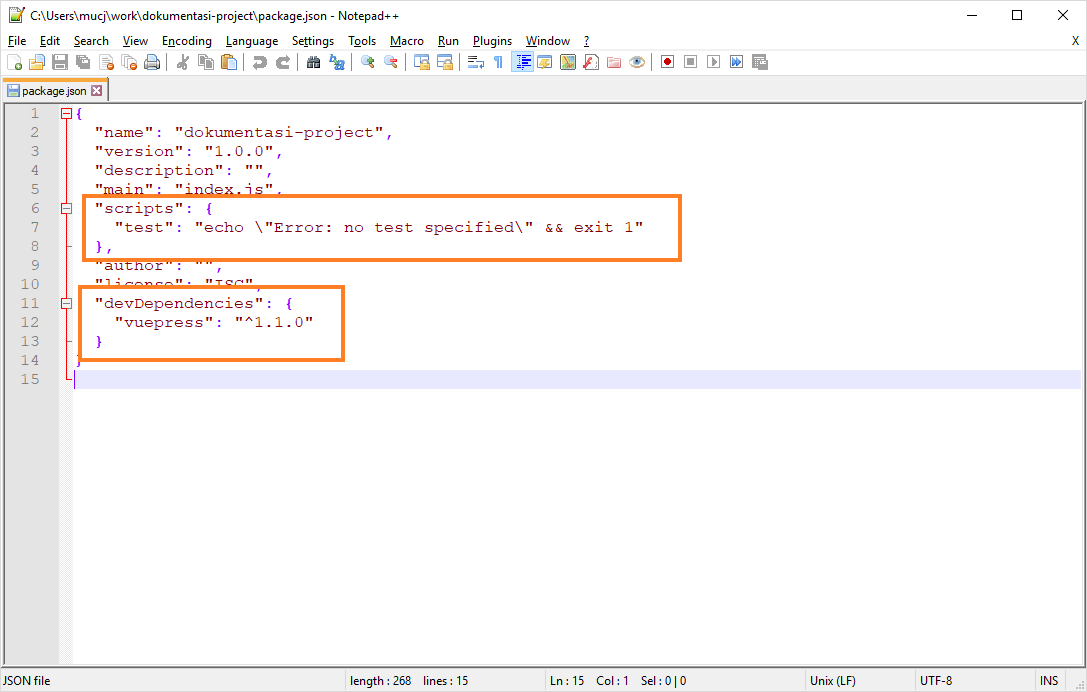 C:\Users\mucj\work\dokumentasi-project\package.json - Notepad++
File Edit Search View Encoding Language Settings Tools Macro Run Plugins Window ? X
package.json
1 {
2 "name": "dokumentasi-project",
3 "version": "1.0.0",
4 "description": "",
5 "main": "index.js",
6 "scripts": {
7 "test": "echo \"Error: no test specified\" && exit 1"
8 },
9 "author": "",
10 "license": "ISC",
11 "devDependencies": {
12 "vuepress": "^1.1.0"
13 }
14 }
15
JSON file length : 268 lines : 15 Ln : 15 Col : 1 Sel : 0 | 0 Unix (LF) UTF-8 INS